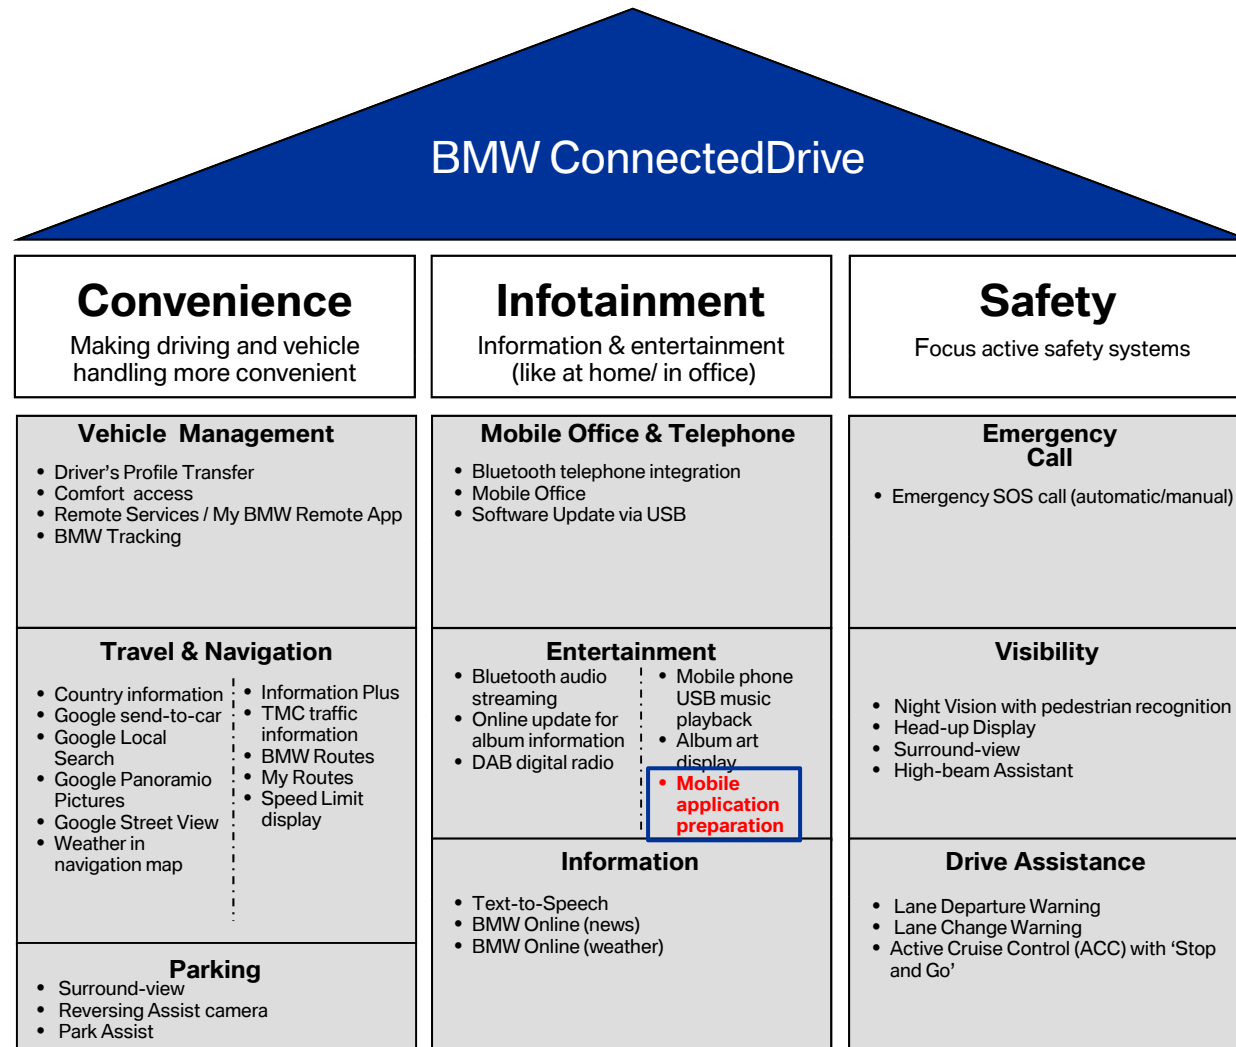 BMW ConnectedDrive
Convenience
Making driving and vehicle
handling more convenient
Vehicle Management
• Driver's Profile Transfer
• Comfort access
• Remote Services / My BMW Remote App
• BMW Tracking
Travel & Navigation
• Country information
• Google send-to-car
• Google Local
Search
• Google Panoramio
Pictures
• Google Street View
• Weather in
navigation map
• Information Plus
• TMC traffic
information
• BMW Routes
• My Routes
• Speed Limit
display
Parking
• Surround-view
• Reversing Assist camera
• Park Assist
Infotainment
Information & entertainment
(like at home/ in office)
Mobile Office & Telephone
• Bluetooth telephone integration
• Mobile Office
• Software Update via USB
Entertainment
• Bluetooth audio
streaming
• Online update for
album information
• DAB digital radio
• Mobile phone
USB music
playback
• Album art
display
• Mobile
application
preparation
Information
• Text-to-Speech
• BMW Online (news)
• BMW Online (weather)
Safety
Focus active safety systems
Emergency
Call
• Emergency SOS call (automatic/manual)
Visibility
• Night Vision with pedestrian recognition
• Head-up Display
• Surround-view
• High-beam Assistant
Drive Assistance
• Lane Departure Warning
• Lane Change Warning
• Active Cruise Control (ACC) with ‘Stop
and Go’